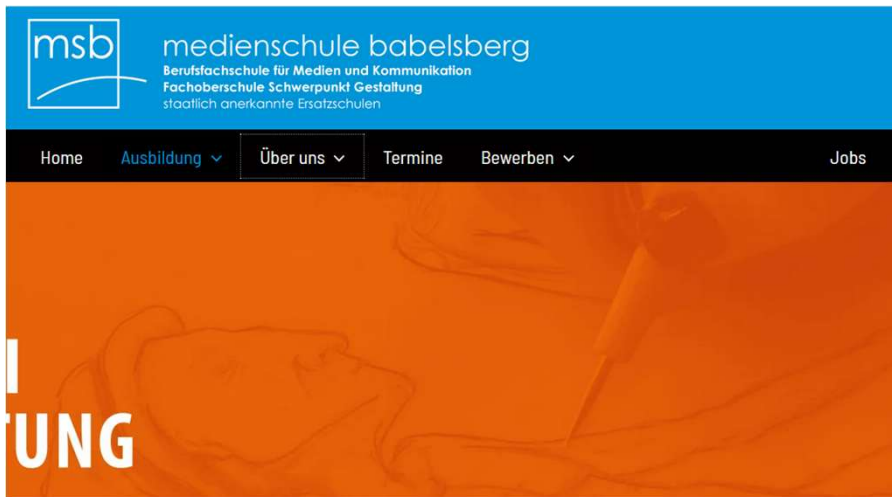 msb
medienschule babelsberg
Berufsfachschule für Medien und Kommunikation
Fachoberschule Schwerpunkt Gestaltung
staatlich anerkannte Ersatzschulen
Home Ausbildung Über uns Termine Bewerben Jobs
TUNG